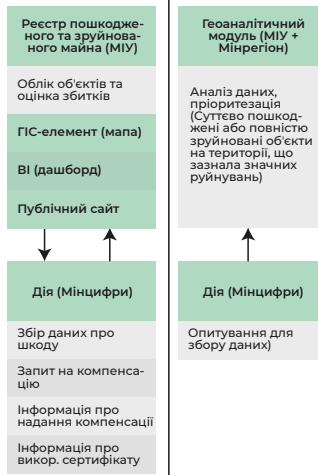 Реєстр пошкодже-
ного та зруйнова-
ного майна (МІУ)
Облік об'єктів та
оцінка збитків
ГІС-елемент (мапа)
BI (дашборд)
Публічний сайт
Дія (Мінцифри)
Збір даних про
шкоду
Запит на компенса-
цію
Інформація про
надання компенсації
Інформація про
викор. сертифікату
Геоаналітичний
модуль (МІУ +
Мінрегіон)
Аналіз даних,
пріоритезація
(Суттєво пошкод-
жені або повністю
зруйновані об'єкти
на території, що
зазнала значних
руйнувань)
Дія (Мінцифри)
Опитування для
збору даних)